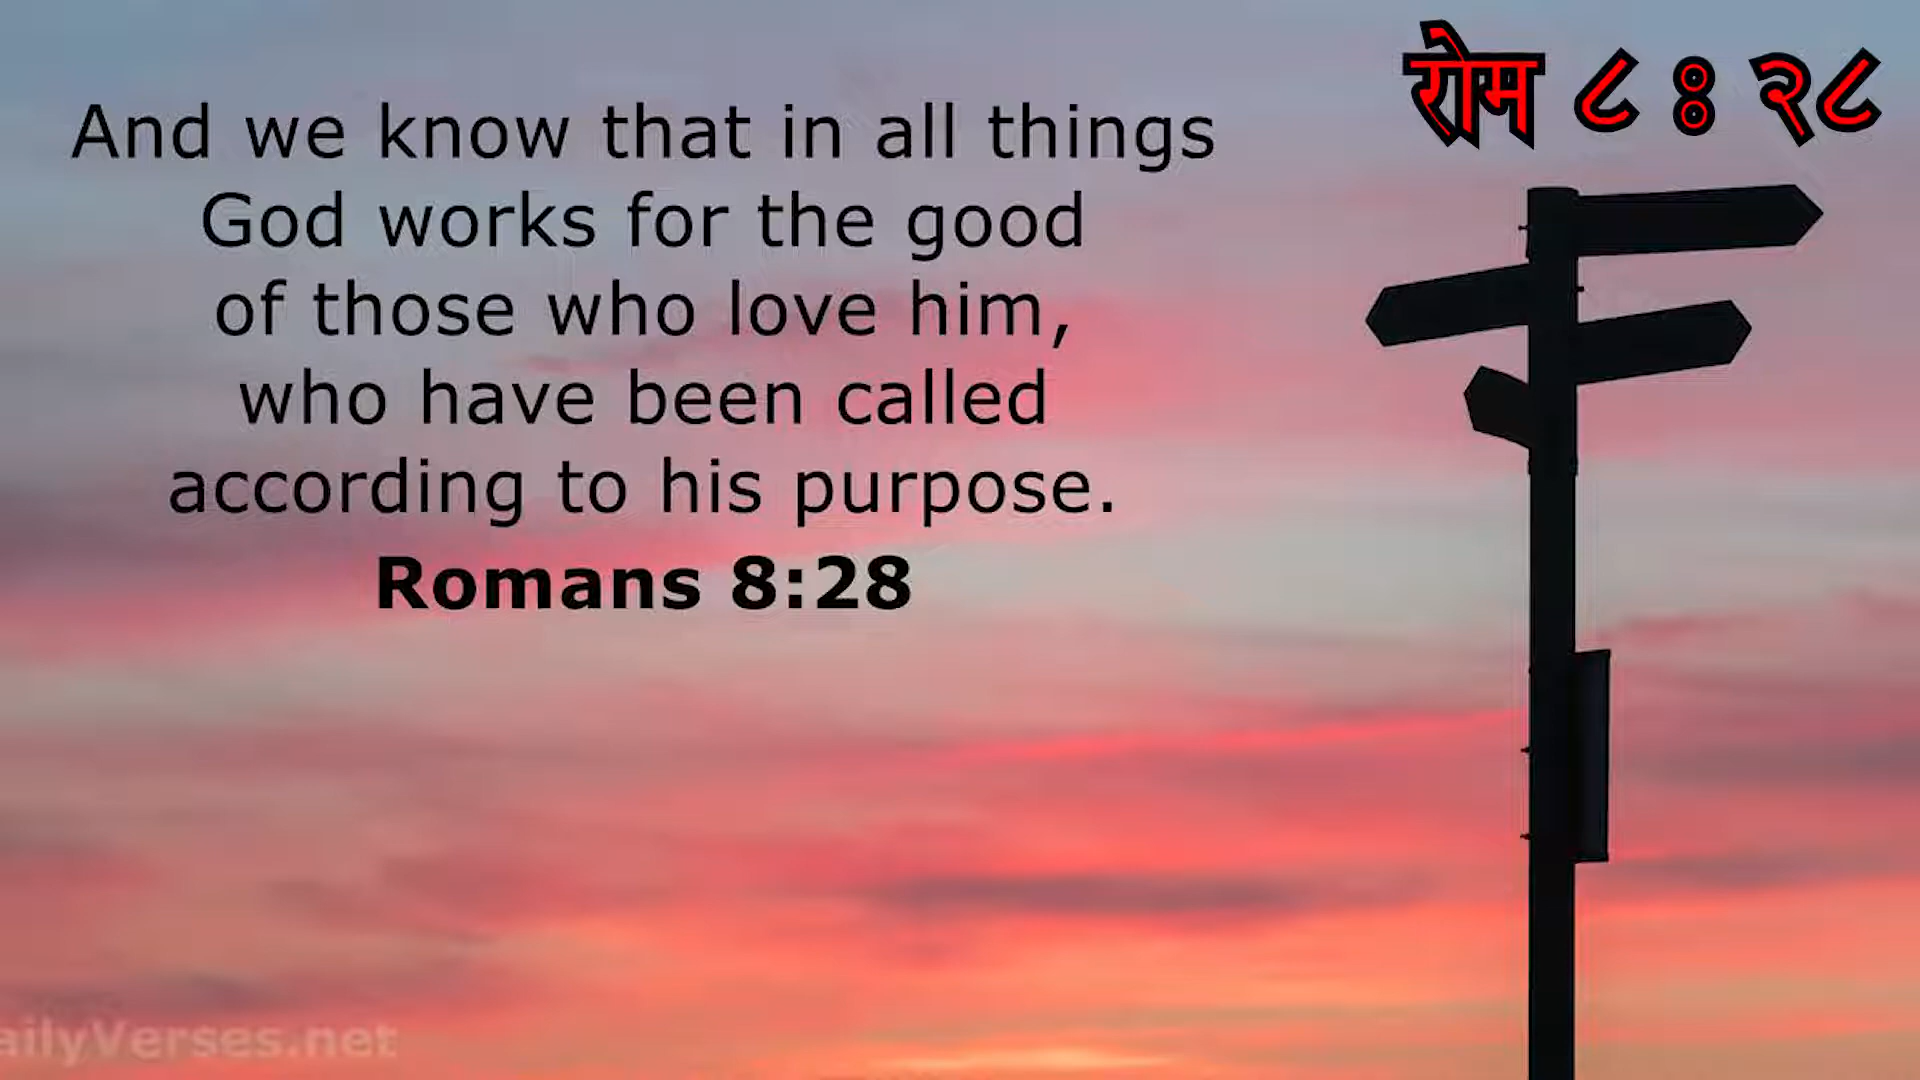 रोम ८ : २८
And we know that in all things
God works for the good
of those who love him,
who have been called
according to his purpose.
Romans 8:28
ailyVerses.net